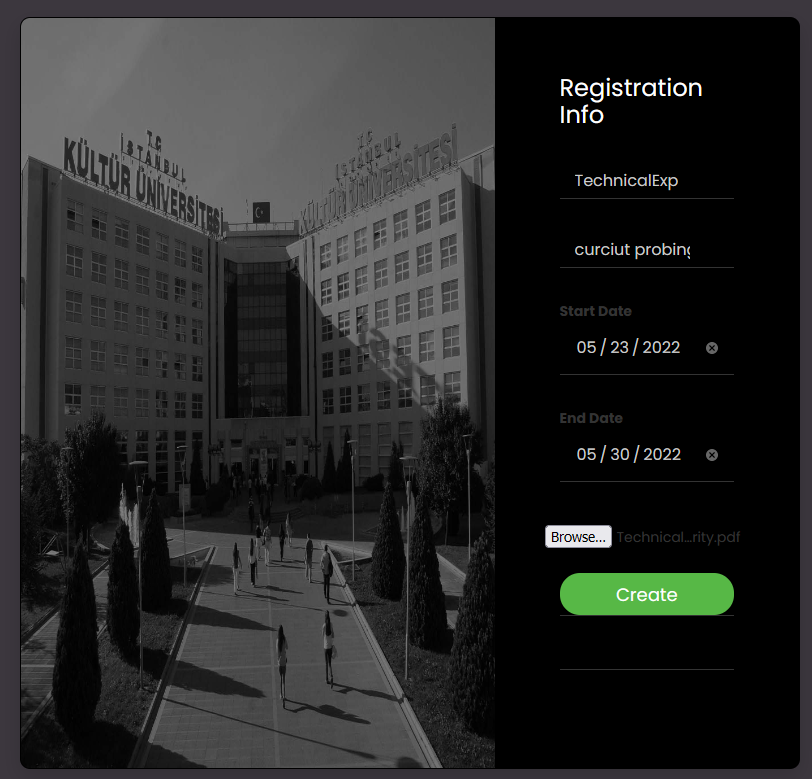 T.C.
İSTANBUL
KÜLTÜR ÜNİVERSİTESİ
T.C.
İSTANBUL
KÜLTÜR ÜNİVERSİTESİ
Registration
Info
TechnicalExp
curciut probing
Start Date
05 / 23 / 2022
End Date
05 / 30 / 2022
Browse... Technical...rity.pdf
Create